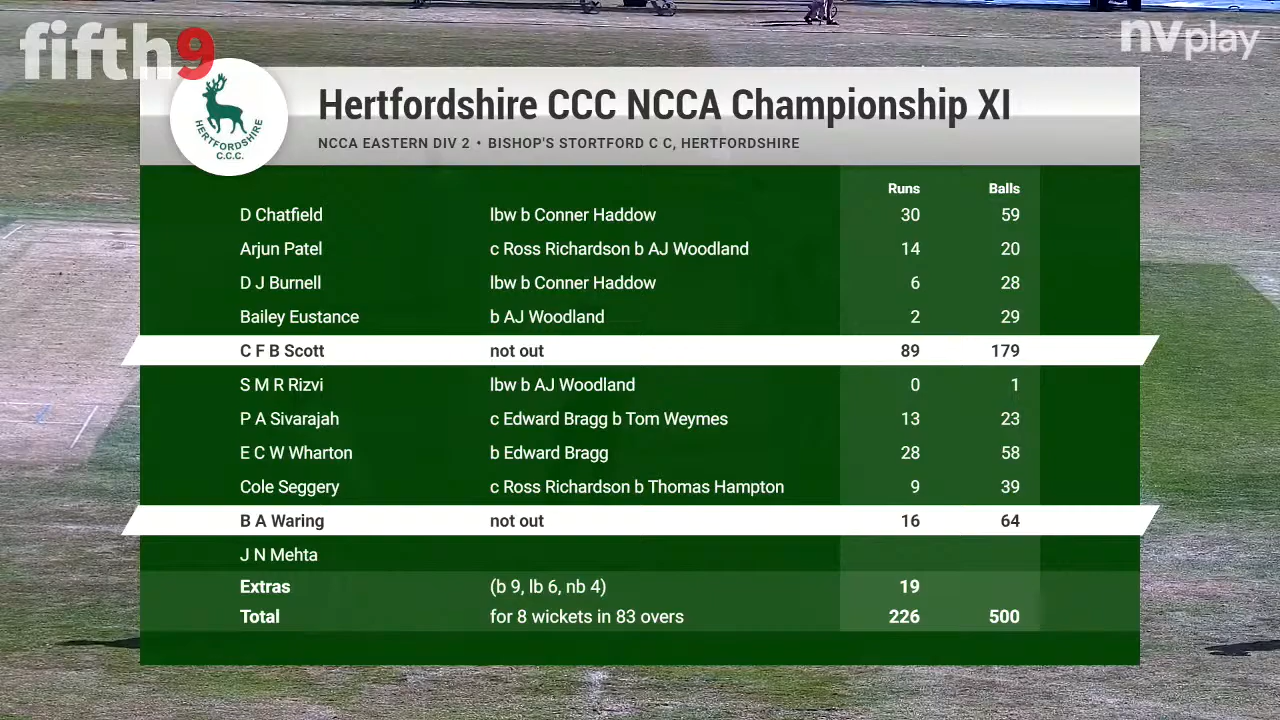 fifth9
nvplay
HERTFORDSHIRE
C.C.C.
Hertfordshire CCC NCCA Championship XI
NCCA EASTERN DIV 2 • BISHOP'S STORTFORD C C, HERTFORDSHIRE
Runs Balls
D Chatfield lbw b Conner Haddow 30 59
Arjun Patel c Ross Richardson b AJ Woodland 14 20
D J Burnell lbw b Conner Haddow 6 28
Bailey Eustance b AJ Woodland 2 29
C F B Scott not out 89 179
S M R Rizvi lbw b AJ Woodland 0 1
P A Sivarajah c Edward Bragg b Tom Weymes 13 23
E C W Wharton b Edward Bragg 28 58
Cole Seggery c Ross Richardson b Thomas Hampton 9 39
B A Waring not out 16 64
J N Mehta
Extras (b 9, lb 6, nb 4) 19
Total for 8 wickets in 83 overs 226 500